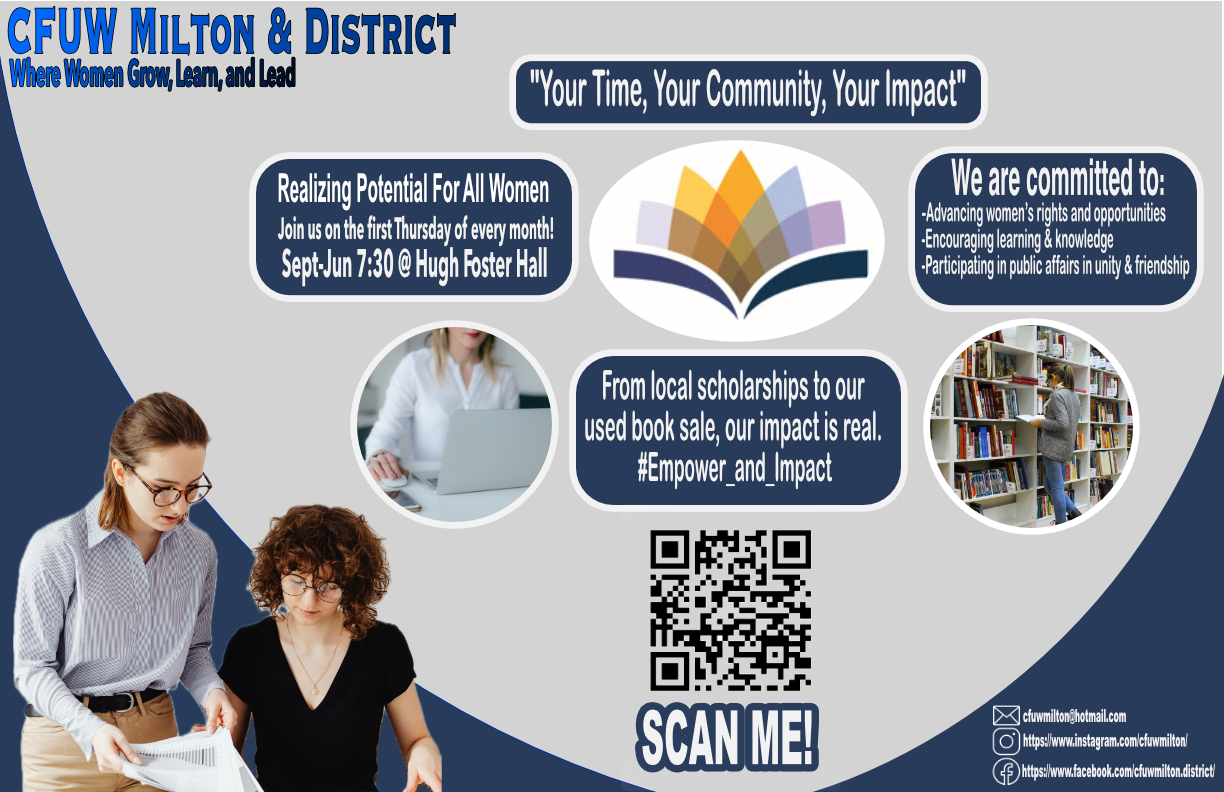 CFUW Milton & District
Where Women Grow, Learn, and Lead
"Your Time, Your Community, Your Impact"
Realizing Potential For All Women
Join us on the first Thursday of every month!
Sept-Jun 7:30 @ Hugh Foster Hall
We are committed to:
-Advancing women's rights and opportunities
-Encouraging learning & knowledge
-Participating in public affairs in unity & friendship
From local scholarships to our
used book sale, our impact is real.
#Empower_and_Impact
SCAN ME!
cfuwmilton@hotmail.com
https://www.instagram.com/cfuwmilton/
https://www.facebook.com/cfuwmilton.district/